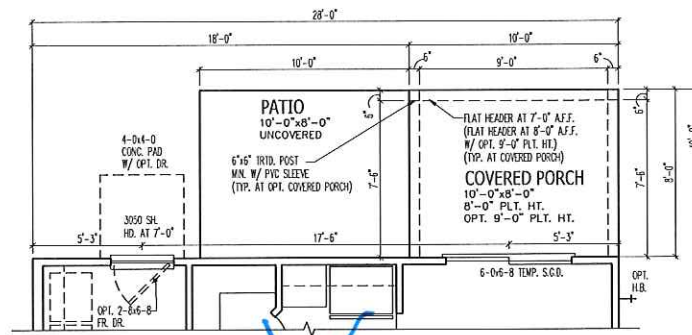 28'-0"
18'-0"
10'-0"
10'-0"
6"
9'-0"
6"
PATIO
10'-0"x8'-0"
UNCOVERED
6"x6" TRTD. POST
MIN. W/ PVC SLEEVE
(TYP. AT OPT. COVERED PORCH)
4-0x4-0
CONC. PAD
W/ OPT. DR.
6"
FLAT HEADER AT 7'-0" A.F.F.
(FLAT HEADER AT 8'-0" A.F.F.
W/ OPT. 9'-0" PLT. HT.)
(TYP. AT COVERED PORCH)
COVERED PORCH
10'-0"x8'-0"
8'-0" PLT. HT.
OPT. 9'-0" PLT. HT.
7'-6"
6"
7'-6"
8'-0"
3050 SH.
HD. AT 7'-0"
5'-3"
17'-6"
5'-3"
6-0x6-8 TEMP. S.G.D.
OPT.
H.B.
OPT. 2-8x6-8
FR. DR.